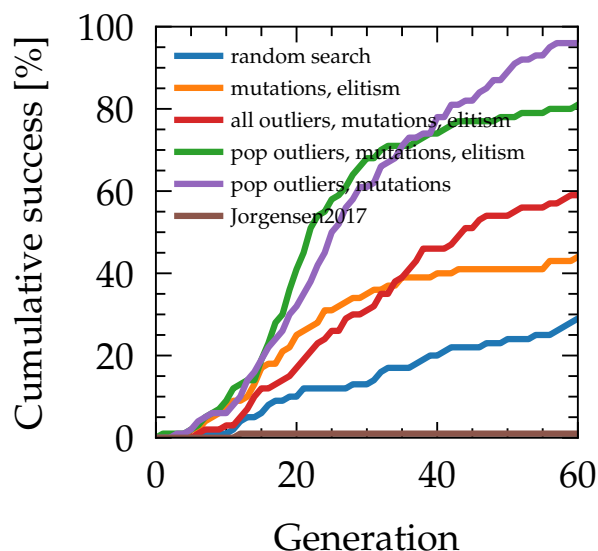 Cumulative success [%]
100
80
60
40
20
0
random search
mutations, elitism
all outliers, mutations, elitism
pop outliers, mutations, elitism
pop outliers, mutations
Jorgensen2017
0 20 40 60
Generation